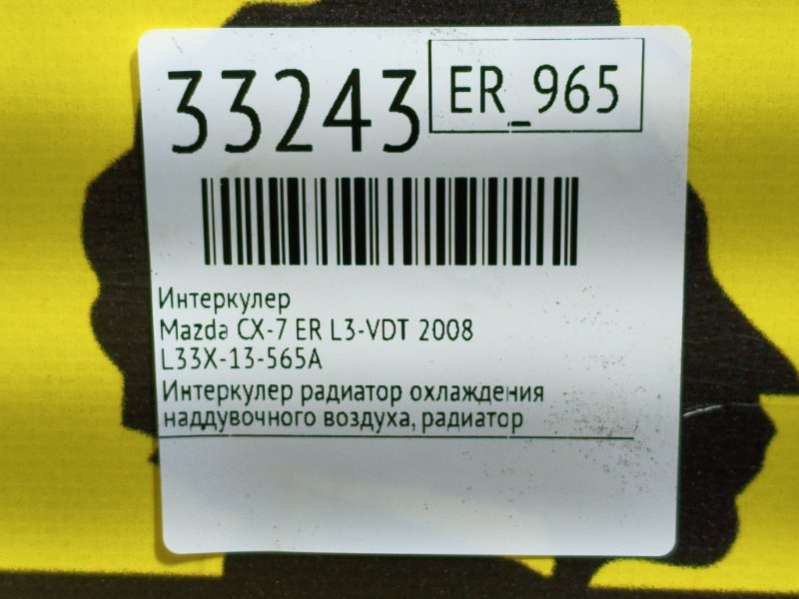 33243
ER_965
Интеркулер
Mazda CX-7 ER L3-VDT 2008
L33X-13-565A
Интеркулер радиатор охлаждения
наддувочного воздуха, радиатор